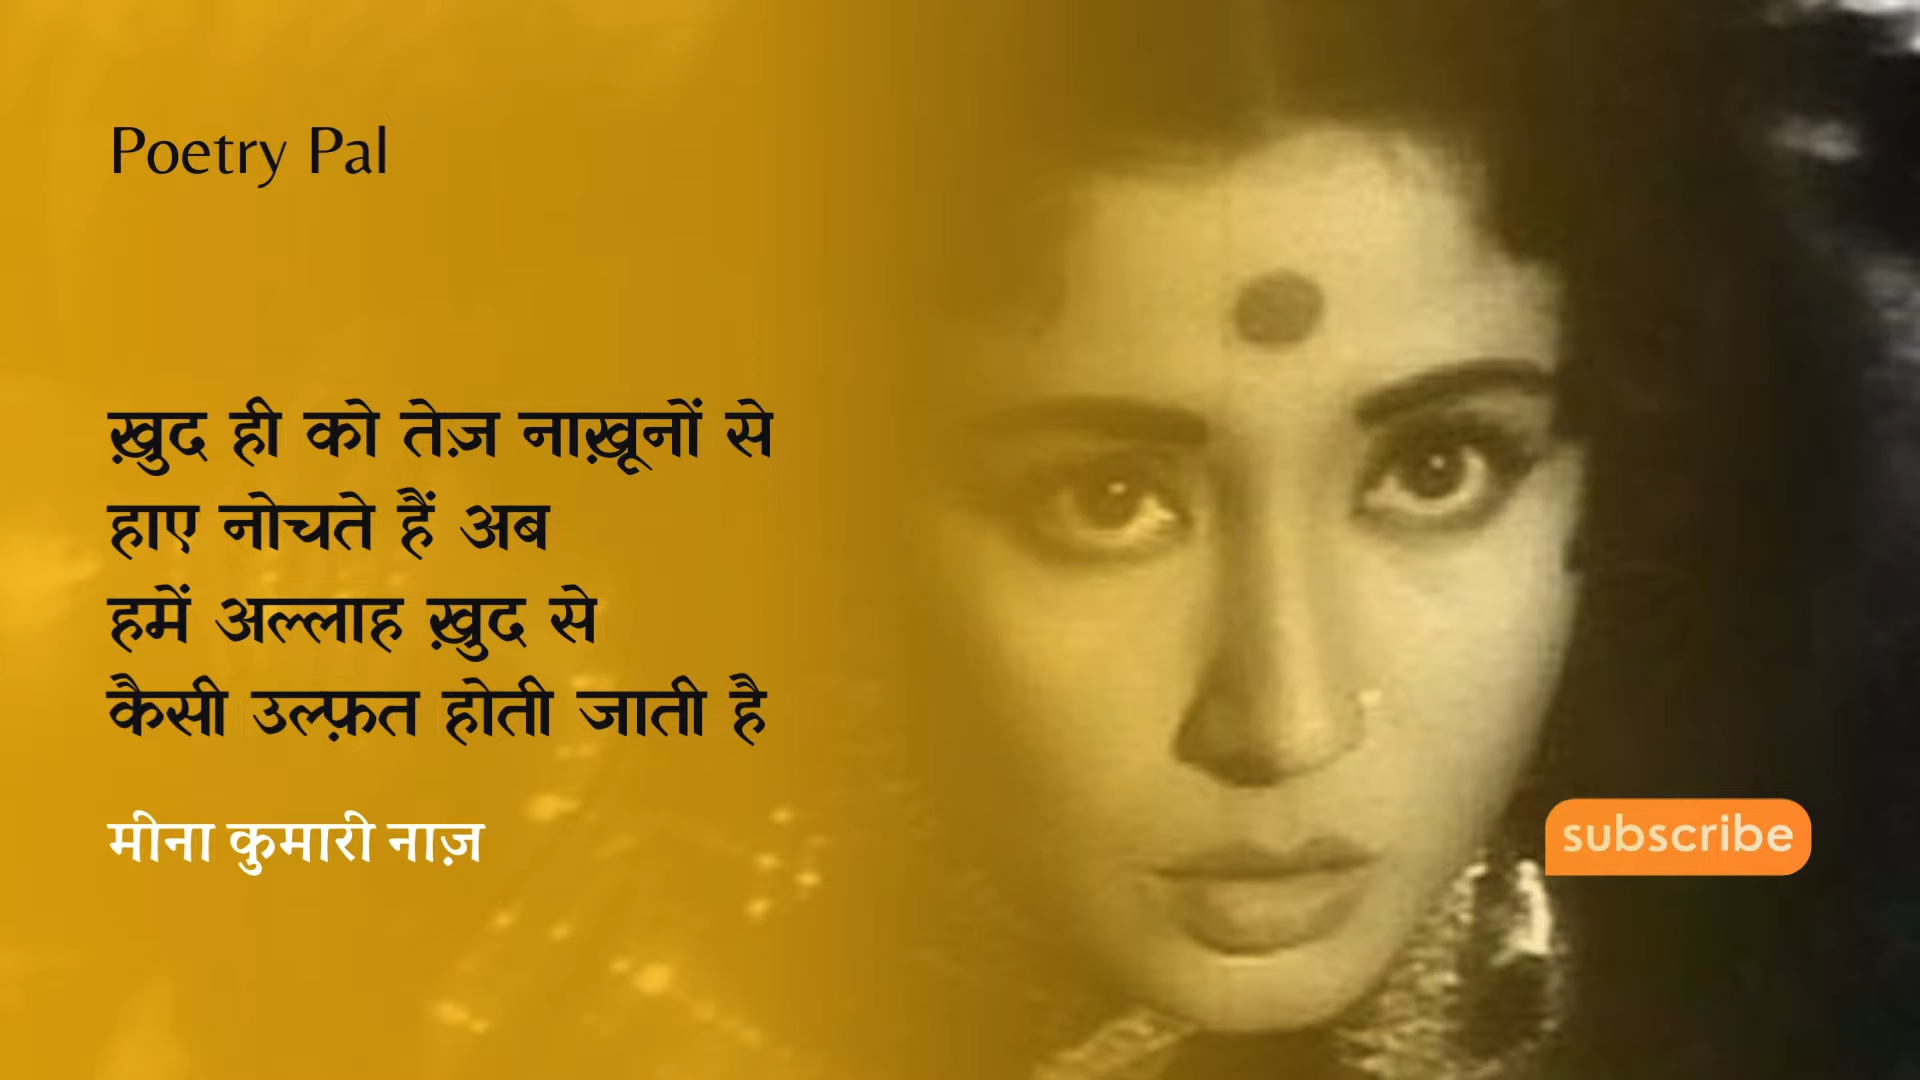 Poetry Pal
ख़ुद ही को तेज़ नाख़ूनों से
हाए नोचते हैं अब
हमें अल्लाह ख़ुद से
कैसी उल्फ़त होती जाती है
मीना कुमारी नाज़
subscribe